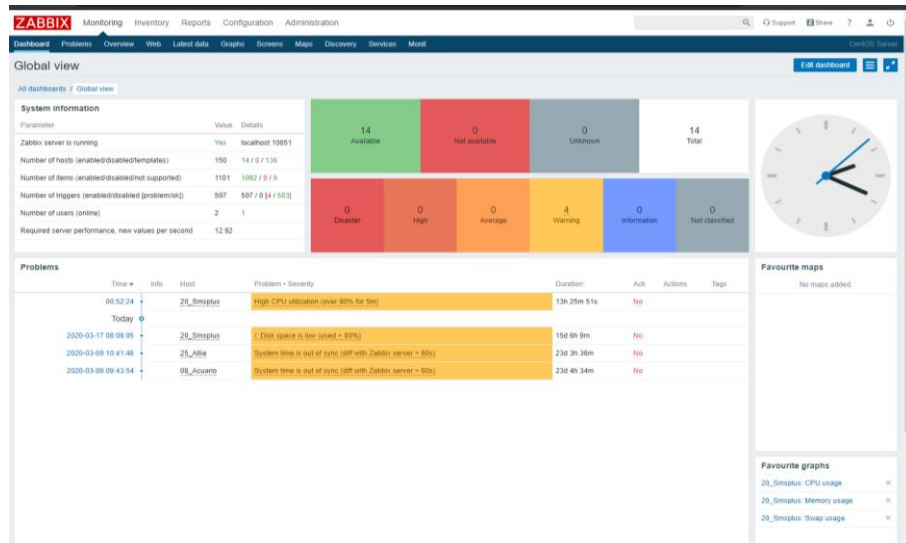 ZABBIX Monitoring Inventory Reports Configuration Administration Support Share ?
Dashboard Problems Overview Web Latest data Graphs Screens Maps Discovery Services Monit CentOS Server
Global view Edit dashboard
All dashboards / Global view
System information
Parameter Value Details
Zabbix server is running Yes localhost:10051
Number of hosts (enabled/disabled/templates) 150 14 / 0 / 136
Number of items (enabled/disabled/not supported) 1101 1092 / 0 / 9
Number of triggers (enabled/disabled [problem/ok]) 507 507 / 0 [4 / 503]
Number of users (online) 2 1
Required server performance, new values per second 12.92
14 0 0 14
Available Not available Unknown Total
0 0 0 4 0 0
Disaster High Average Warning Information Not classified
Problems
Time Info Host Problem • Severity Duration Ack Actions Tags
00:52:24 20_Smsplus High CPU utilization (over 90% for 5m) 13h 25m 51s No
Today
2020-03-17 08:09:05 20_Smsplus /: Disk space is low (used > 80%) 15d 6h 9m No
2020-03-09 10:41:46 25_Allia System time is out of sync (diff with Zabbix server > 60s) 23d 3h 36m No
2020-03-09 09:43:54 08_Acuario System time is out of sync (diff with Zabbix server > 60s) 23d 4h 34m No
Favourite maps
No maps added
Favourite graphs
20_Smsplus: CPU usage
20_Smsplus: Memory usage
20_Smsplus: Swap usage